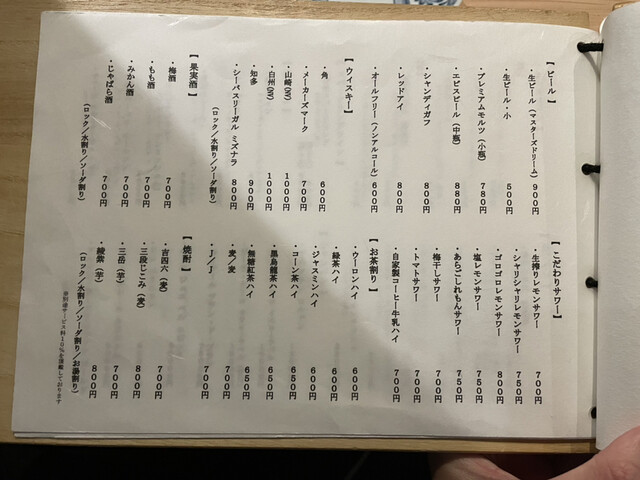 【ビール】
・生ビール（マスターズドリーム） 900円
・生ビール・小 500円
・プレミアムモルツ（小瓶） 780円
・エビスビール（中瓶） 880円
・シャンディガフ 800円
・レッドアイ 800円
・オールフリー（ノンアルコール） 600円
【ウイスキー】
・角 600円
・メーカーズマーク 700円
・山崎（NV） 1000円
・白州（NV） 1000円
・知多 900円
・シーバスリーガル ミズナラ 800円
（ロック／水割り／ソーダ割り）
【果実酒】
・梅酒 700円
・もも酒 700円
・みかん酒 700円
・じゃばら酒 700円
（ロック／水割り／ソーダ割り）
【こだわりサワー】
・生搾りレモンサワー 700円
・シャリシャリレモンサワー 750円
・ゴロゴロレモンサワー 800円
・塩レモンサワー 750円
・あらごしれもんサワー 750円
・梅干しサワー 700円
・トマトサワー 700円
・自家製コーヒー牛乳ハイ 700円
【お茶割り】
・ウーロンハイ 600円
・緑茶ハイ 600円
・ジャスミンハイ 600円
・コーン茶ハイ 650円
・黒烏龍茶ハイ 650円
・無糖紅茶ハイ 650円
・麦／麦 700円
・J／J 700円
【焼酎】
・吉四六（麦） 700円
・三段じこみ（麦） 800円
・三岳（芋） 700円
・綾紫（芋） 800円
（ロック／水割り／ソーダ割り／お湯割り）
※別途サービス料10％を頂戴しております